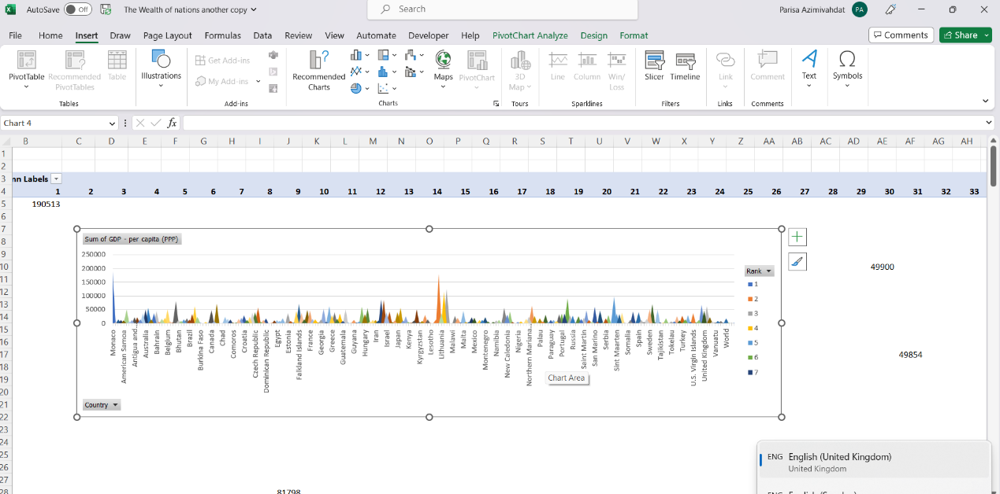 AutoSave Off The Wealth of nations another copy Search Parisa Azimivahdat PA
File Home Insert Draw Page Layout Formulas Data Review View Automate Developer Help PivotChart Analyze Design Format Comments Share
PivotTable
Recommended PivotTables
Table
Tables
Illustrations
Get Add-ins
My Add-ins
Add-ins
Recommended Charts
Maps
PivotChart
Charts
3D Map
Tours
Line
Column
Win/ Loss
Sparklines
Slicer
Timeline
Filters
Link
Links
Comment
Comments
Text
Symbols
Chart 4 fx
B C D E F G H I J K L M N O P Q R S T U V W X Y Z AA AB AC AD AE AF AG AH
1
2
3 nn Labels
4 1 2 3 4 5 6 7 8 9 10 11 12 13 14 15 16 17 18 19 20 21 22 23 24 25 26 27 28 29 30 31 32 33
5 190513
6
7
8
9
10 49900
11
12
13
14
15
16
17 49854
18
19
20
21
22
23
24
25
26
27
28 81798
Sum of GDP - per capita (PPP)
250000
200000
150000
100000
50000
0
Monaco
American Samoa
Antigua and...
Australia
Bahrain
Belgium
Bhutan
Brazil
Burkina Faso
Canada
Chad
Comoros
Croatia
Czech Republic
Dominican Republic
Egypt
Estonia
Falkland Islands
France
Georgia
Greece
Guatemala
Guyana
Hungary
Iran
Israel
Japan
Kenya
Kyrgyzstan
Lesotho
Lithuania
Malawi
Malta
Mexico
Montenegro
Namibia
New Caledonia
Nigeria
Northern Mariana...
Palau
Paraguay
Portugal
Russia
Saint Martin
San Marino
Serbia
Sint Maarten
Somalia
Spain
Sweden
Tajikistan
Tokelau
Turkey
U.S. Virgin Islands
United Kingdom
Vanuatu
World
Rank
1
2
3
4
5
6
7
Chart Area
Country
ENG English (United Kingdom)
United Kingdom